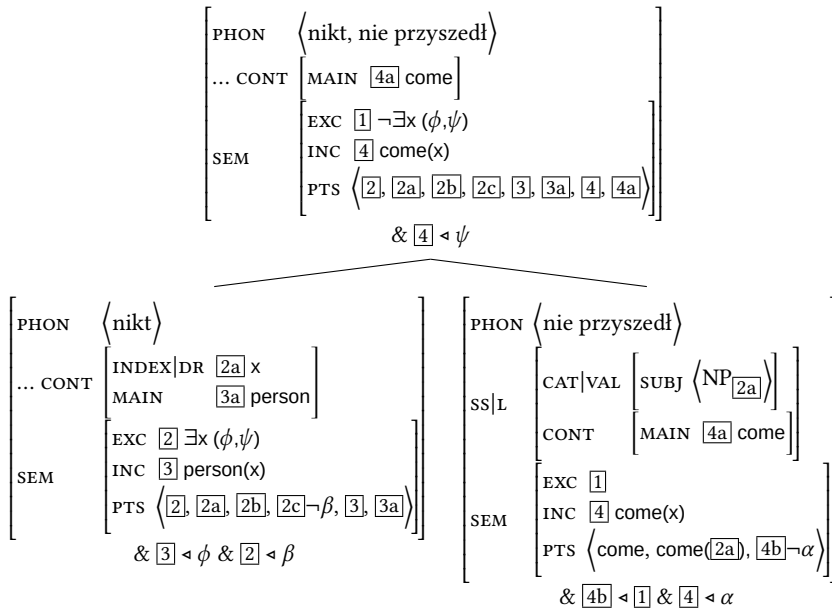 PHON ⟨nikt, nie przyszedł⟩
... CONT [MAIN 4a come]
SEM [EXC 1 ¬∃x (ϕ,ψ)
INC 4 come(x)
PTS ⟨2, 2a, 2b, 2c, 3, 3a, 4, 4a⟩]
& 4 ◃ ψ
PHON ⟨nikt⟩
... CONT [INDEX|DR 2a x
MAIN 3a person]
SEM [EXC 2 ∃x (ϕ,ψ)
INC 3 person(x)
PTS ⟨2, 2a, 2b, 2c¬β, 3, 3a⟩]
& 3 ◃ ϕ & 2 ◃ β
PHON ⟨nie przyszedł⟩
SS|L [CAT|VAL [SUBJ ⟨NP2a⟩]
CONT [MAIN 4a come]]
SEM [EXC 1
INC 4 come(x)
PTS ⟨come, come(2a), 4b¬α⟩]
& 4b ◃ 1 & 4 ◃ α